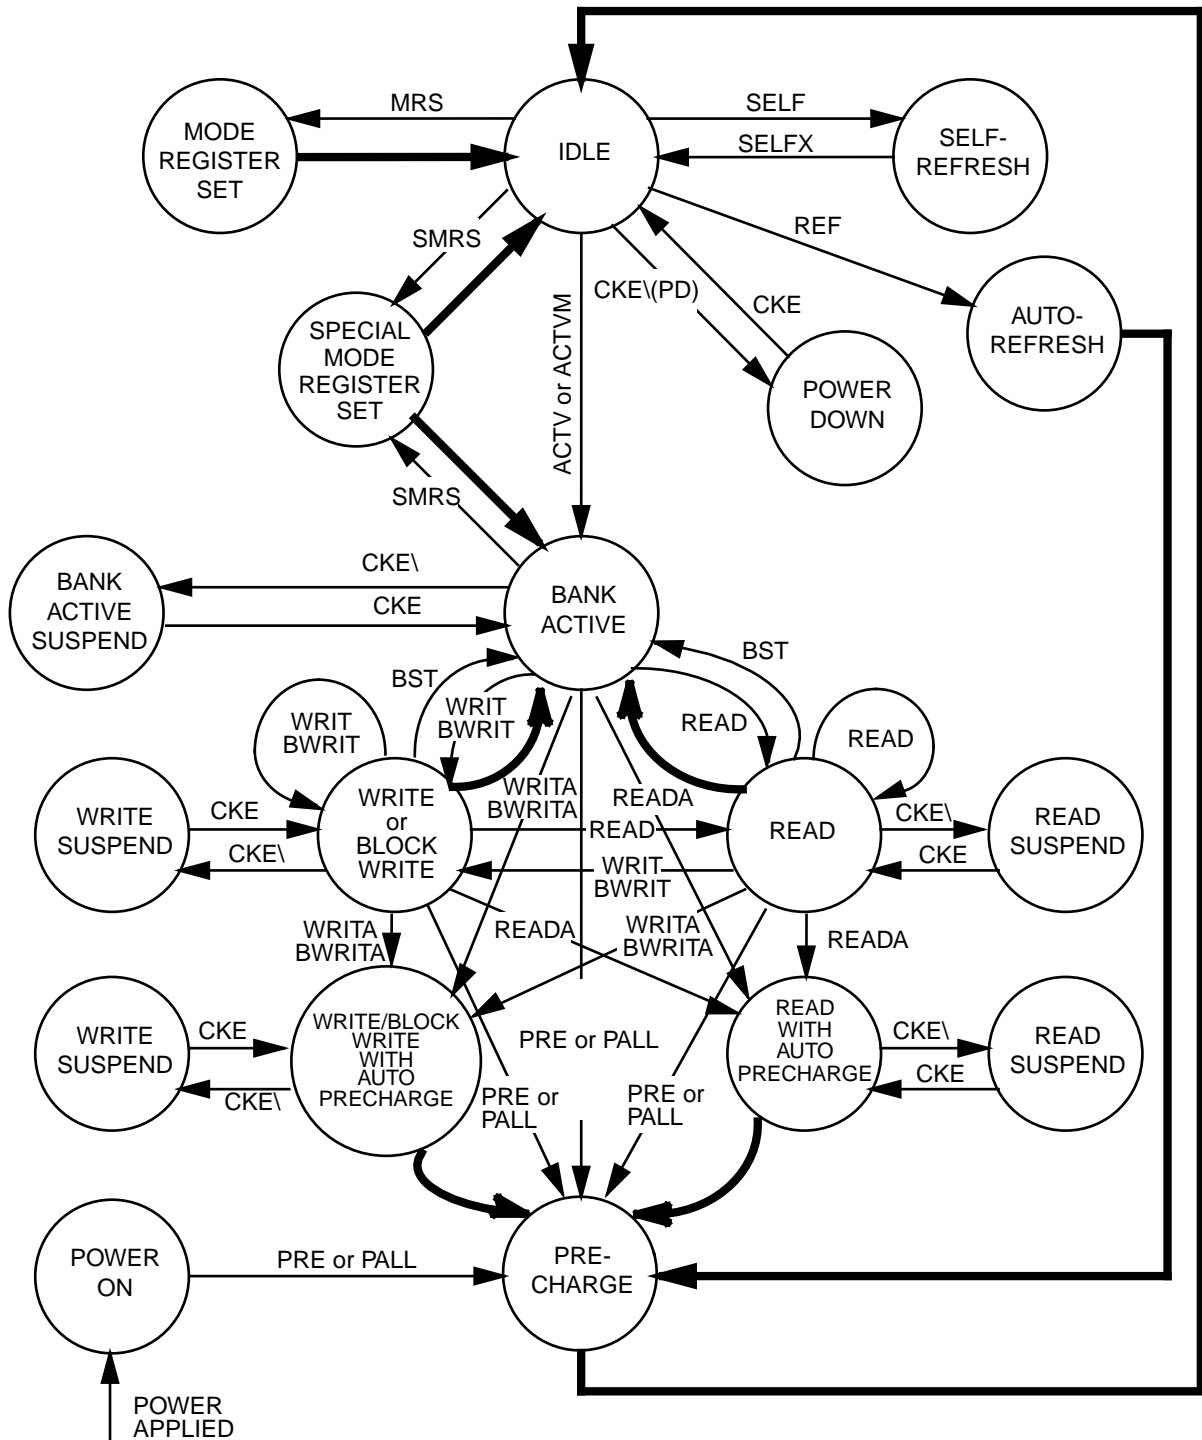 MRS
SELF
MODE
REGISTER
SET
IDLE
SELFX
SELF-
REFRESH
SMRS
REF
CKE\(PD)
CKE
AUTO-
REFRESH
SPECIAL
MODE
REGISTER
SET
ACTV or ACTVM
POWER
DOWN
SMRS
BANK
ACTIVE
SUSPEND
CKE\
CKE
BANK
ACTIVE
BST
BST
WRIT
BWRIT
WRIT
BWRIT
READ
READ
WRITE
SUSPEND
CKE
CKE\
WRITE
or
BLOCK
WRITE
WRITA
BWRITA
READA
READ
WRIT
BWRIT
READ
CKE\
CKE
READ
SUSPEND
WRITA
BWRITA
READA
WRITA
BWRITA
READA
WRITE
SUSPEND
CKE
CKE\
WRITE/BLOCK
WRITE
WITH
AUTO
PRECHARGE
PRE or PALL
READ
WITH
AUTO
PRECHARGE
CKE\
CKE
READ
SUSPEND
PRE or
PALL
PRE or
PALL
POWER
ON
PRE or PALL
PRE-
CHARGE
POWER
APPLIED